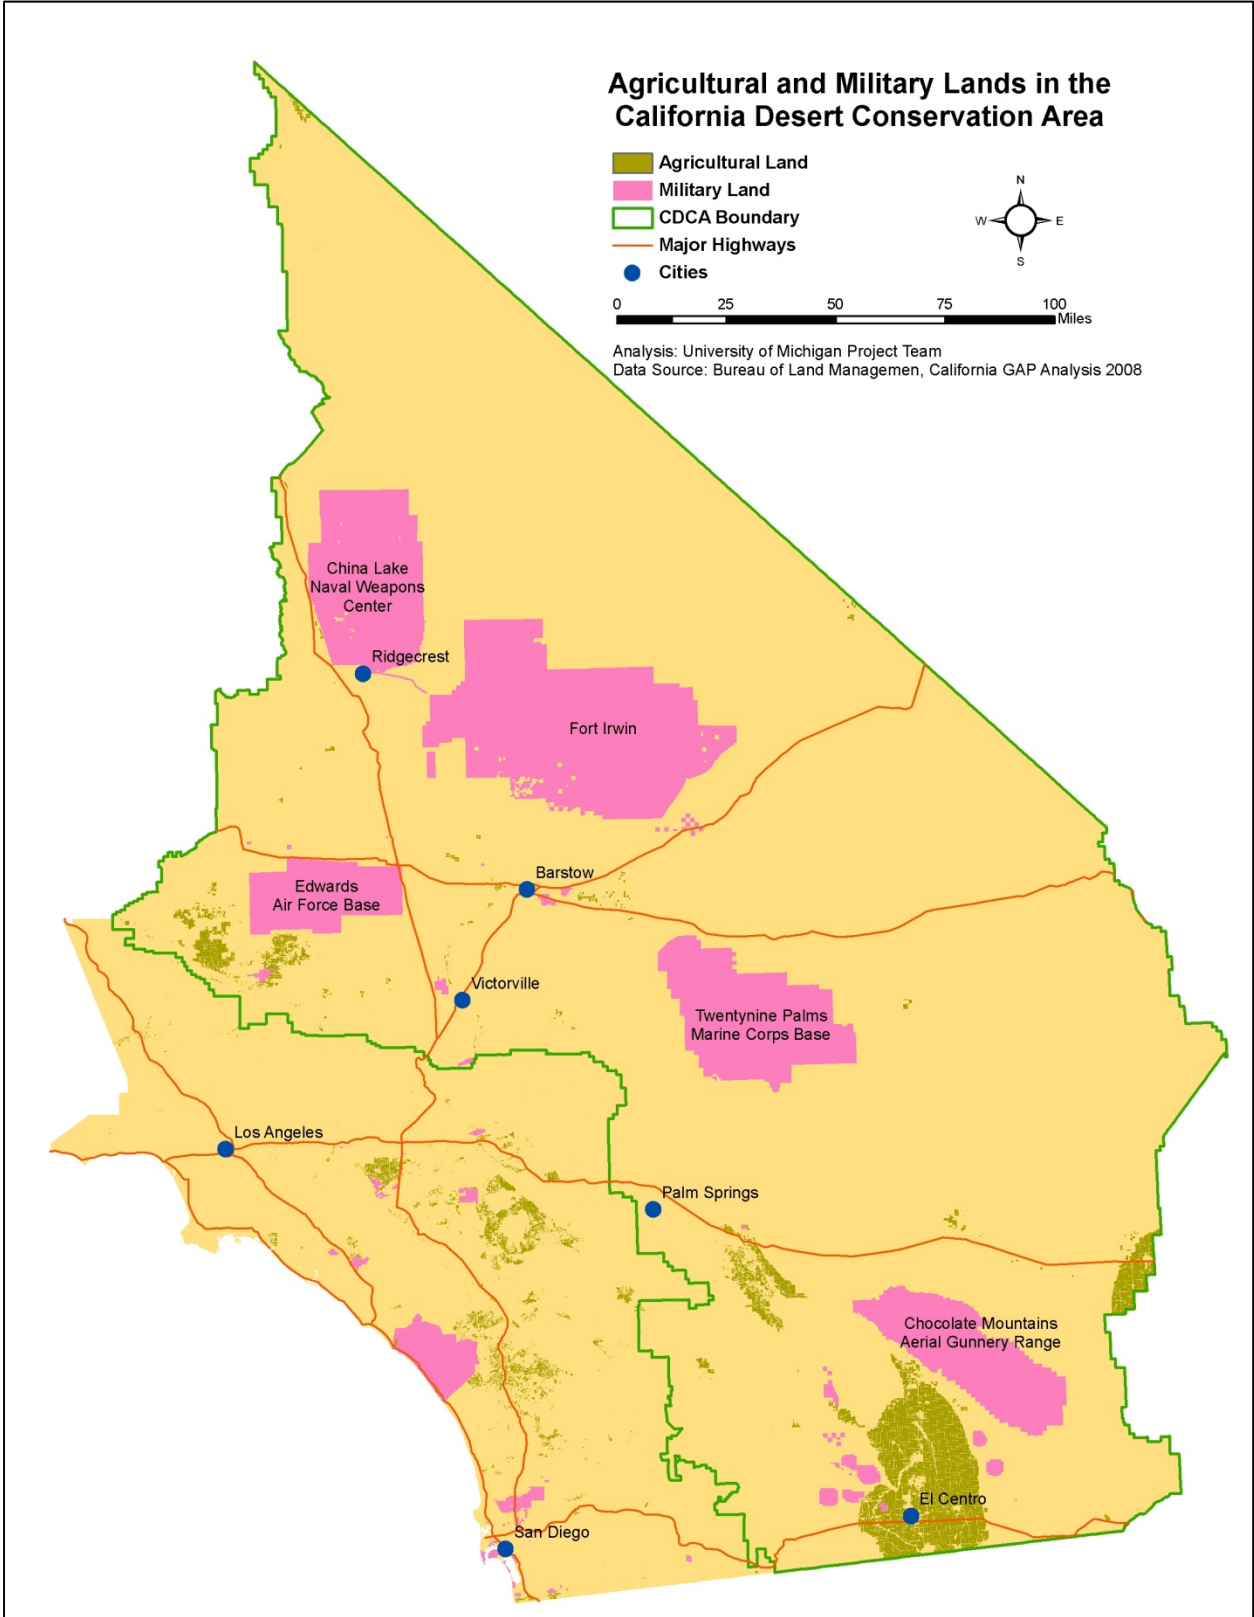 Agricultural and Military Lands in the
California Desert Conservation Area
Agricultural Land
Military Land
CDCA Boundary
Major Highways
Cities
N
W E
S
0 25 50 75 100
Miles
Analysis: University of Michigan Project Team
Data Source: Bureau of Land Managemen, California GAP Analysis 2008
China Lake
Naval Weapons
Center
Ridgecrest
Fort Irwin
Barstow
Edwards
Air Force Base
Victorville
Twentynine Palms
Marine Corps Base
Los Angeles
Palm Springs
Chocolate Mountains
Aerial Gunnery Range
El Centro
San Diego